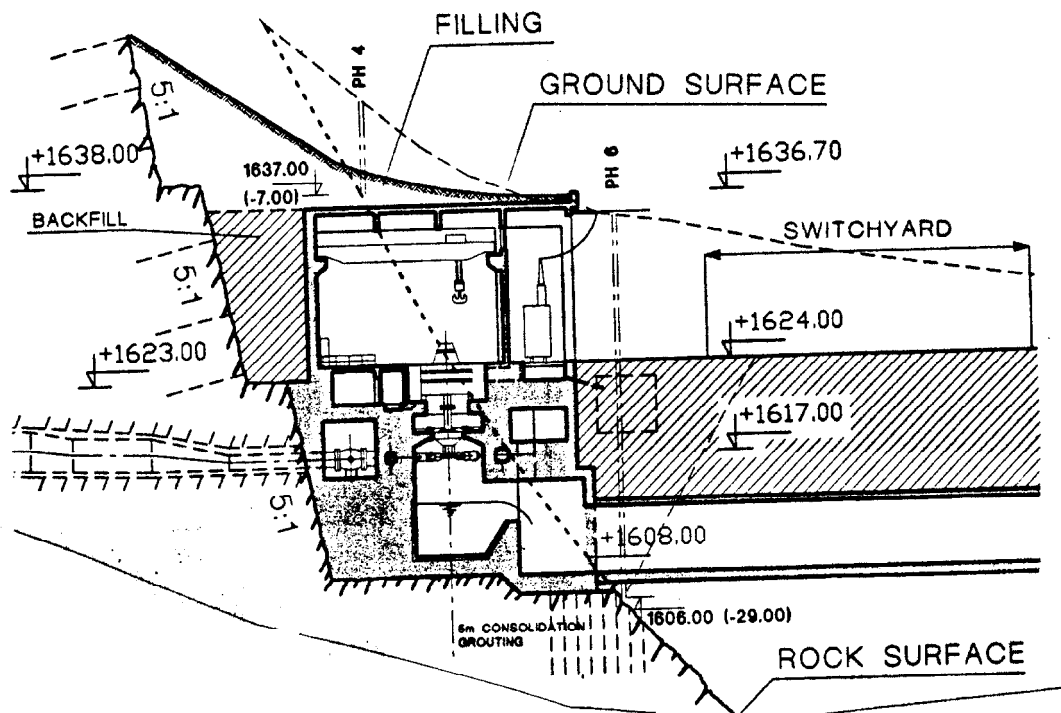 FILLING
PH 4
GROUND SURFACE
5:1
+1638.00
1637.00
(-7.00)
PH 6
+1636.70
BACKFILL
SWITCHYARD
5:1
+1623.00
+1624.00
+1617.00
5:1
+1608.00
1606.00 (-29.00)
6m CONSOLIDATION
GROUTING
ROCK SURFACE